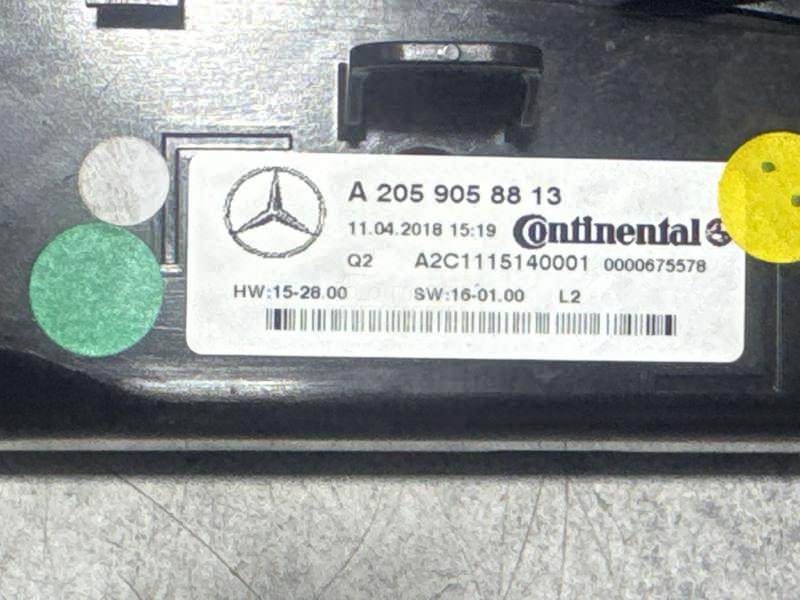 A 205 905 88 13
11.04.2018 15:19 Continental
Q2 A2C1115140001 0000675578
HW:15-28.00 SW:16-01.00 L2